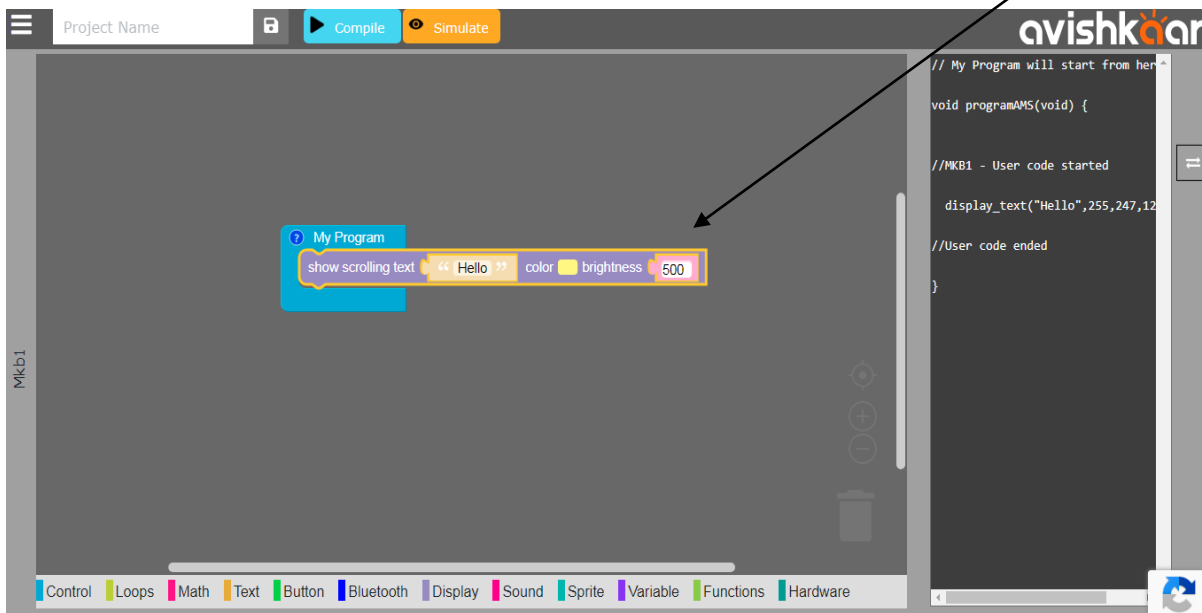 Project Name
Compile
Simulate
avishkaar
// My Program will start from her
void programAMS(void) {
//MKB1 - User code started
display_text("Hello",255,247,12
//User code ended
}
? My Program
show scrolling text “ Hello ” color brightness 500
Mkb1
Control Loops Math Text Button Bluetooth Display Sound Sprite Variable Functions Hardware